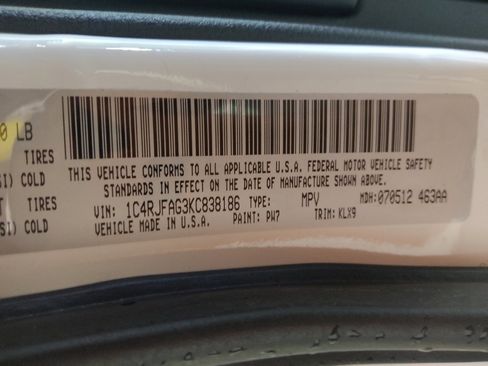 0 LB
TIRES
SI) COLD
T TIRES
SI) COLD
THIS VEHICLE CONFORMS TO ALL APPLICABLE U.S.A. FEDERAL MOTOR VEHICLE SAFETY
STANDARDS IN EFFECT ON THE DATE OF MANUFACTURE SHOWN ABOVE.
VIN: 1C4RJFAG3KC838186 TYPE: MPV MDH:070512 463AA
VEHICLE MADE IN U.S.A. PAINT: PW7 TRIM: KLX9